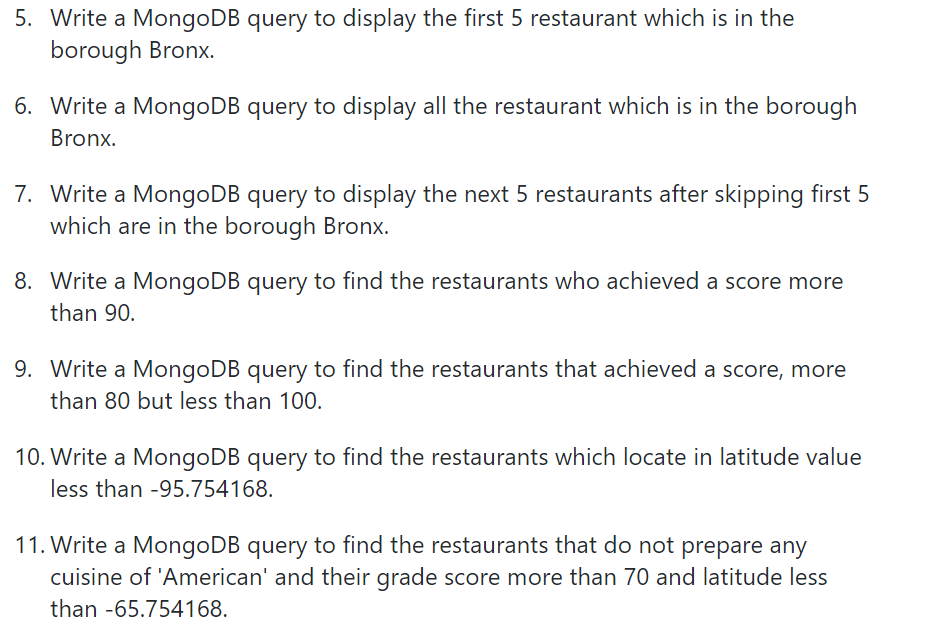 5. Write a MongoDB query to display the first 5 restaurant which is in the
borough Bronx.
6. Write a MongoDB query to display all the restaurant which is in the borough
Bronx.
7. Write a MongoDB query to display the next 5 restaurants after skipping first 5
which are in the borough Bronx.
8. Write a MongoDB query to find the restaurants who achieved a score more
than 90.
9. Write a MongoDB query to find the restaurants that achieved a score, more
than 80 but less than 100.
10. Write a MongoDB query to find the restaurants which locate in latitude value
less than -95.754168.
11. Write a MongoDB query to find the restaurants that do not prepare any
cuisine of 'American' and their grade score more than 70 and latitude less
than -65.754168.